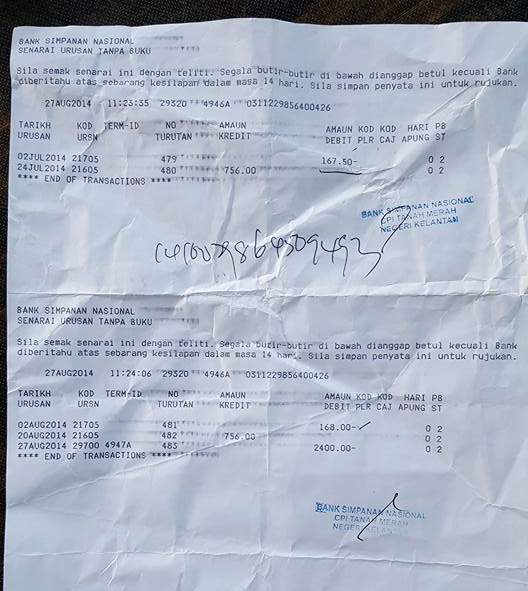 BANK SIMPANAN NASIONAL
SENARAI URUSAN TANPA BUKU
Sila semak senarai ini dengan teliti. Segala butir-butir di bawah dianggap betul kecuali Bank
diberitahu atas sebarang kesilapan dalam masa 14 hari. Sila simpan penyata ini untuk rujukan.
27AUG2014 11:23:35 29320 4946A 0311229856400426
TARIKH KOD TERM-ID NO AMAUN AMAUN KOD KOD HARI PB
URUSAN URSN TURUTAN KREDIT DEBIT PLR CAJ APUNG ST
02JUL2014 21705 479 167.50- 0 2
24JUL2014 21605 480 756.00 0 2
**** END OF TRANSACTIONS ****
BANK SIMPANAN NASIONAL
CPI TANAH MERAH
NEGERI KELANTAN
BANK SIMPANAN NASIONAL
SENARAI URUSAN TANPA BUKU
Sila semak senarai ini dengan teliti. Segala butir-butir di bawah dianggap betul kecuali Bank
diberitahu atas sebarang kesilapan dalam masa 14 hari. Sila simpan penyata ini untuk rujukan.
27AUG2014 11:24:06 29320 4946A 0311229856400426
TARIKH KOD TERM-ID NO AMAUN AMAUN KOD KOD HARI PB
URUSAN URSN TURUTAN KREDIT DEBIT PLR CAJ APUNG ST
02AUG2014 21705 481 168.00- 0 2
20AUG2014 21605 482 756.00 0 2
27AUG2014 29700 4947A 483 2400.00- 0 2
**** END OF TRANSACTIONS ****
BANK SIMPANAN NASIONAL
CPI TANAH MERAH
NEGERI KELANTAN